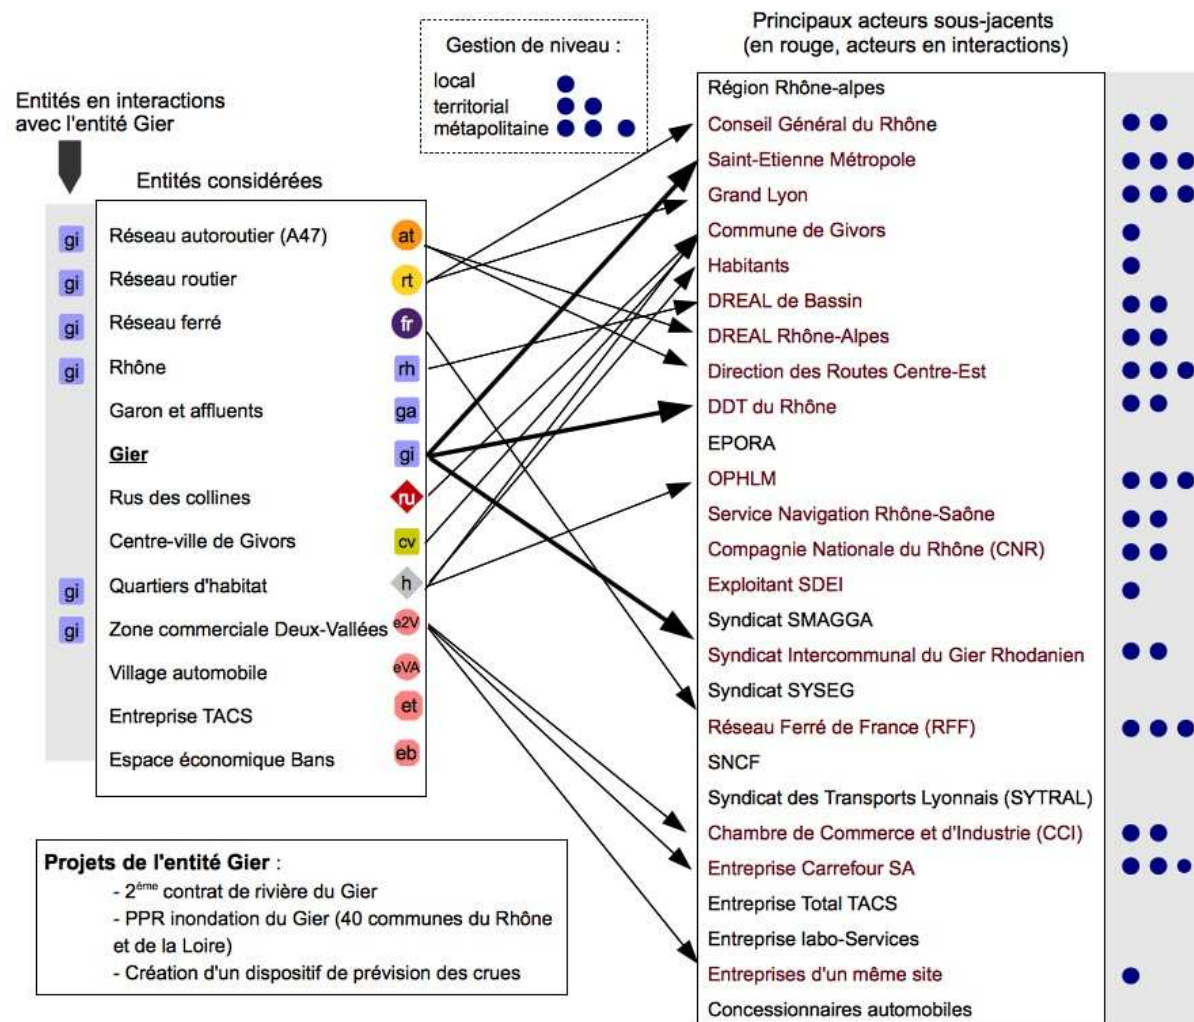 Principaux acteurs sous-jacents
(en rouge, acteurs en interactions)
Gestion de niveau :
local
territorial
métapolitaine
Entités en interactions
avec l'entité Gier
Entités considérées
gi Réseau autoroutier (A47) at
gi Réseau routier rt
gi Réseau ferré fr
gi Rhône rh
Garon et affluents ga
Gier gi
Rus des collines ru
Centre-ville de Givors cv
gi Quartiers d'habitat h
gi Zone commerciale Deux-Vallées e2V
Village automobile eVA
Entreprise TACS et
Espace économique Bans eb
Région Rhône-alpes
Conseil Général du Rhône
Saint-Etienne Métropole
Grand Lyon
Commune de Givors
Habitants
DREAL de Bassin
DREAL Rhône-Alpes
Direction des Routes Centre-Est
DDT du Rhône
EPORA
OPHLM
Service Navigation Rhône-Saône
Compagnie Nationale du Rhône (CNR)
Exploitant SDEI
Syndicat SMAGGA
Syndicat Intercommunal du Gier Rhodanien
Syndicat SYSEG
Réseau Ferré de France (RFF)
SNCF
Syndicat des Transports Lyonnais (SYTRAL)
Chambre de Commerce et d'Industrie (CCI)
Entreprise Carrefour SA
Entreprise Total TACS
Entreprise labo-Services
Entreprises d'un même site
Concessionnaires automobiles
Projets de l'entité Gier :
- 2ème contrat de rivière du Gier
- PPR inondation du Gier (40 communes du Rhône
et de la Loire)
- Création d'un dispositif de prévision des crues